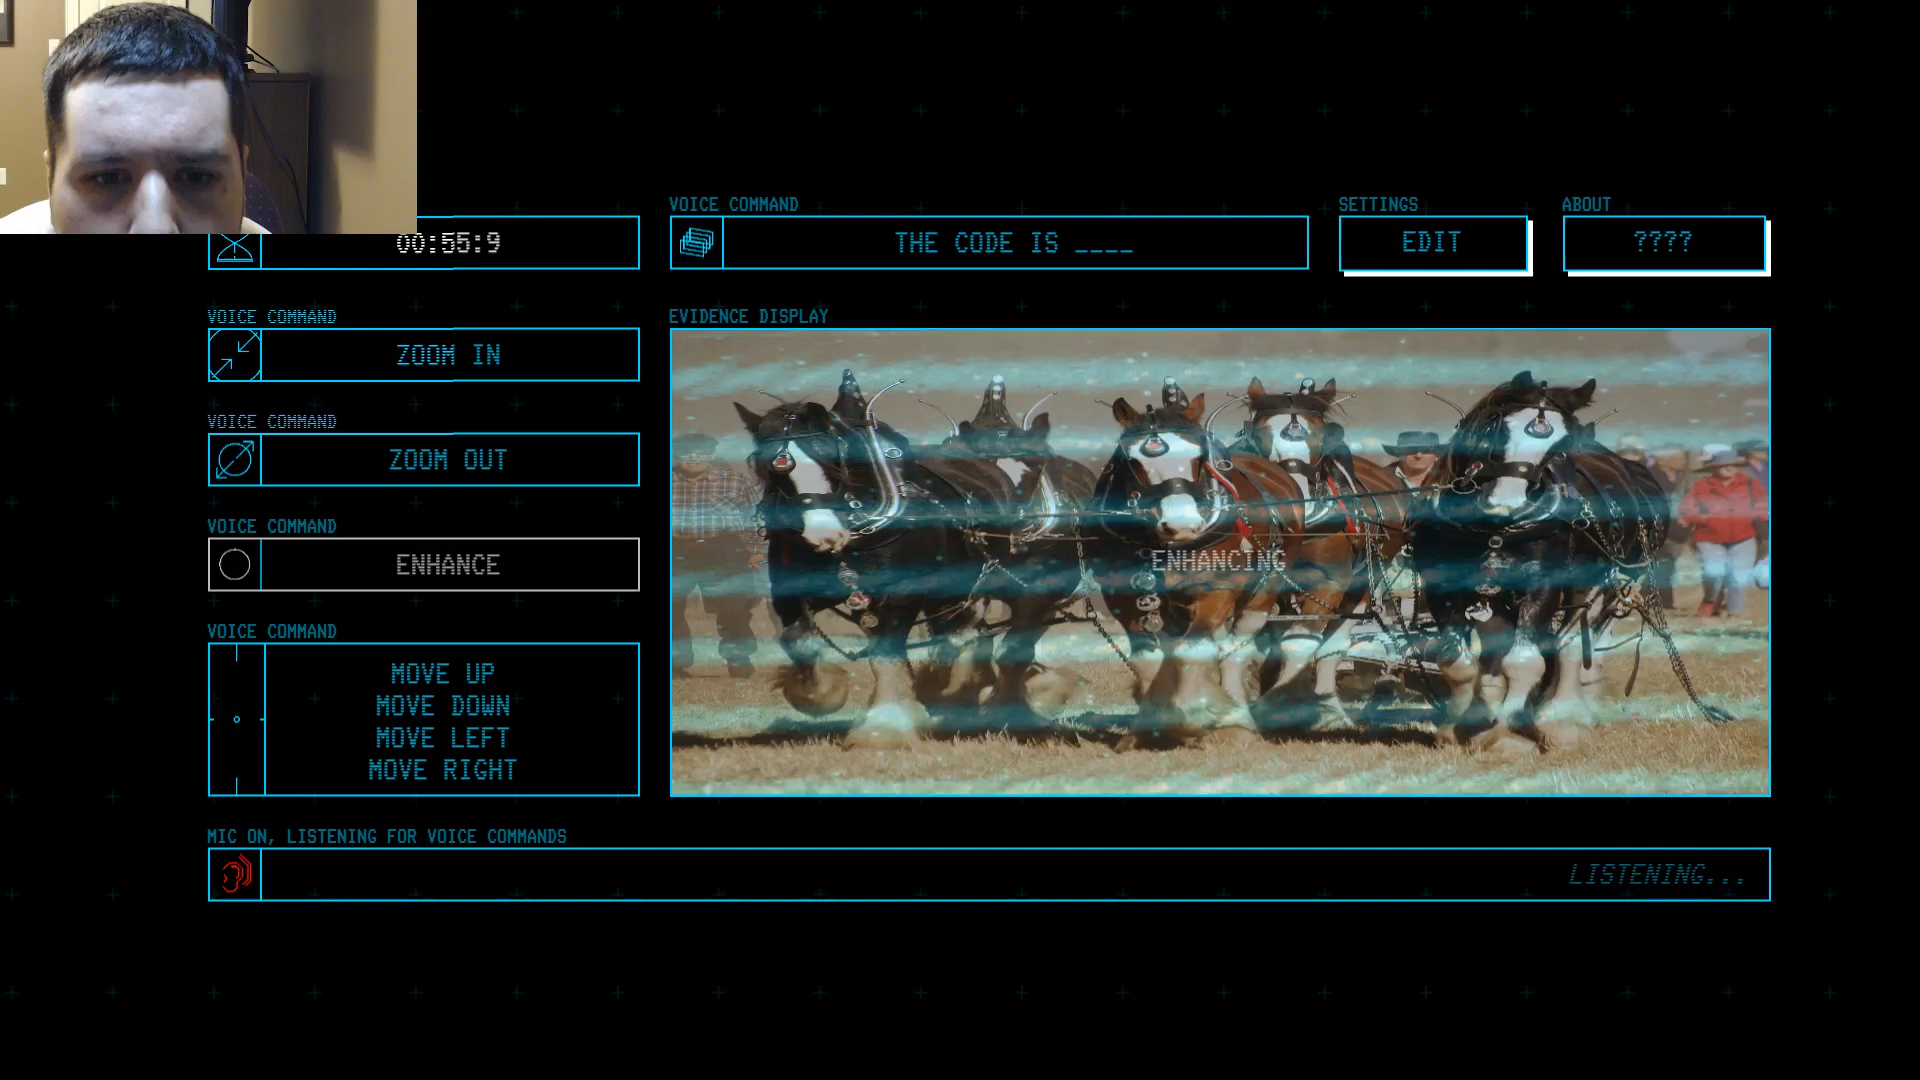 VOICE COMMAND
SETTINGS
ABOUT
00:55:9
THE CODE IS ____
EDIT
????
VOICE COMMAND
ZOOM IN
EVIDENCE DISPLAY
VOICE COMMAND
ZOOM OUT
VOICE COMMAND
ENHANCE
ENHANCING
VOICE COMMAND
MOVE UP
MOVE DOWN
MOVE LEFT
MOVE RIGHT
MIC ON, LISTENING FOR VOICE COMMANDS
LISTENING...